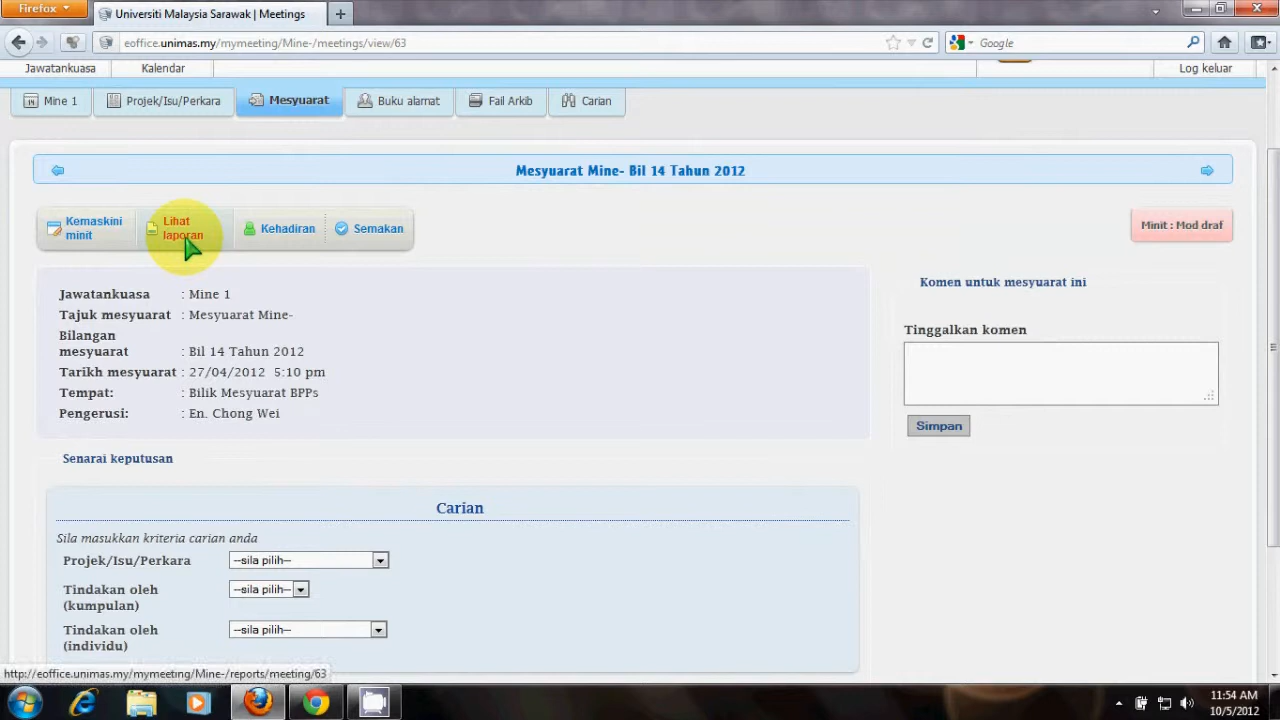 Firefox
Universiti Malaysia Sarawak | Meetings
eoffice.unimas.my/mymeeting/Mine-/meetings/view/63
Google
Jawatankuasa
Kalendar
Log keluar
Mine 1
Projek/Isu/Perkara
Mesyuarat
Buku alamat
Fail Arkib
Carian
Mesyuarat Mine- Bil 14 Tahun 2012
Kemaskini
minit
Lihat
laporan
Kehadiran
Semakan
Minit : Mod draf
Jawatankuasa : Mine 1
Tajuk mesyuarat : Mesyuarat Mine-
Bilangan
mesyuarat : Bil 14 Tahun 2012
Tarikh mesyuarat : 27/04/2012 5:10 pm
Tempat: : Bilik Mesyuarat BPPs
Pengerusi: : En. Chong Wei
Komen untuk mesyuarat ini
Tinggalkan komen
Simpan
Senarai keputusan
Carian
Sila masukkan kriteria carian anda
Projek/Isu/Perkara --sila pilih--
Tindakan oleh
(kumpulan) --sila pilih--
Tindakan oleh
(individu) --sila pilih--
http://eoffice.unimas.my/mymeeting/Mine-/reports/meeting/63
11:54 AM
10/5/2012